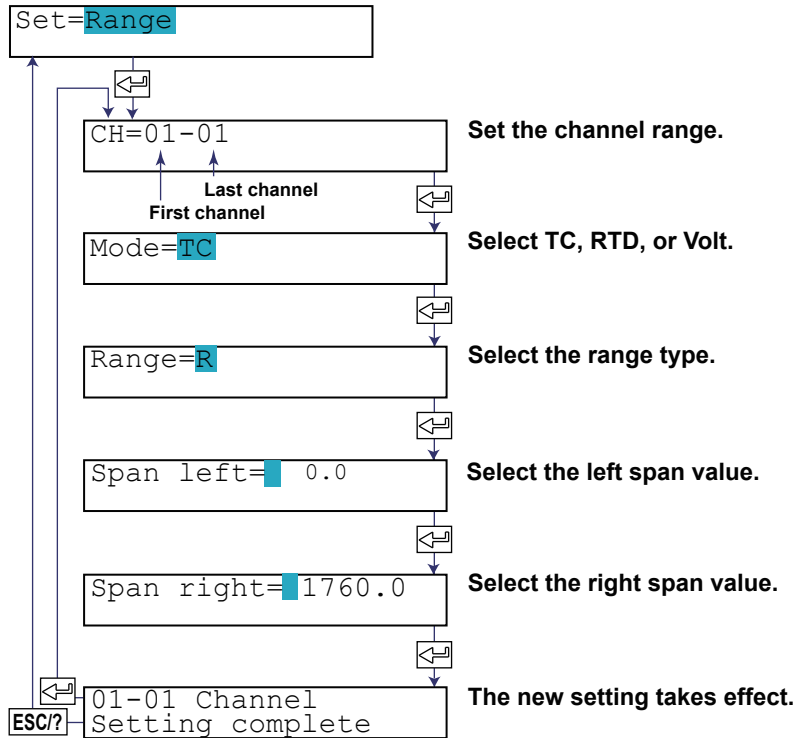 Set=Range
CH=01-01
Set the channel range.
Last channel
First channel
Mode=TC
Select TC, RTD, or Volt.
Range=R
Select the range type.
Span left= 0.0
Select the left span value.
Span right= 1760.0
Select the right span value.
01-01 Channel
Setting complete
The new setting takes effect.
ESC/?